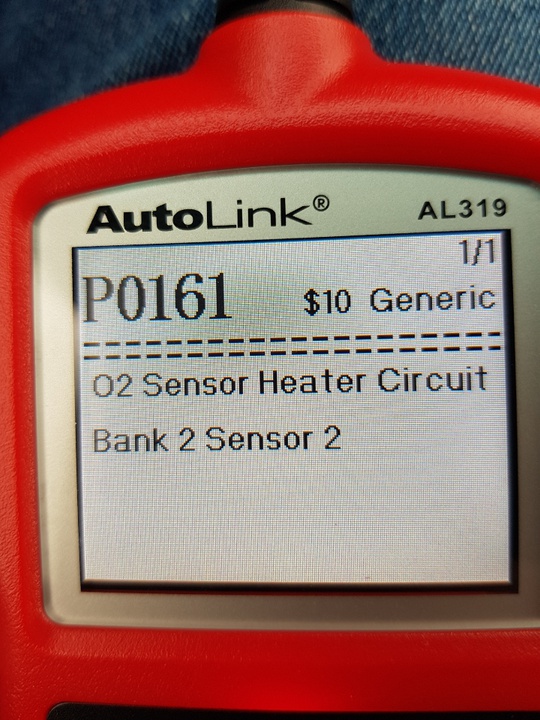 AutoLink® AL319
1/1
P0161 $10 Generic
O2 Sensor Heater Circuit
Bank 2 Sensor 2